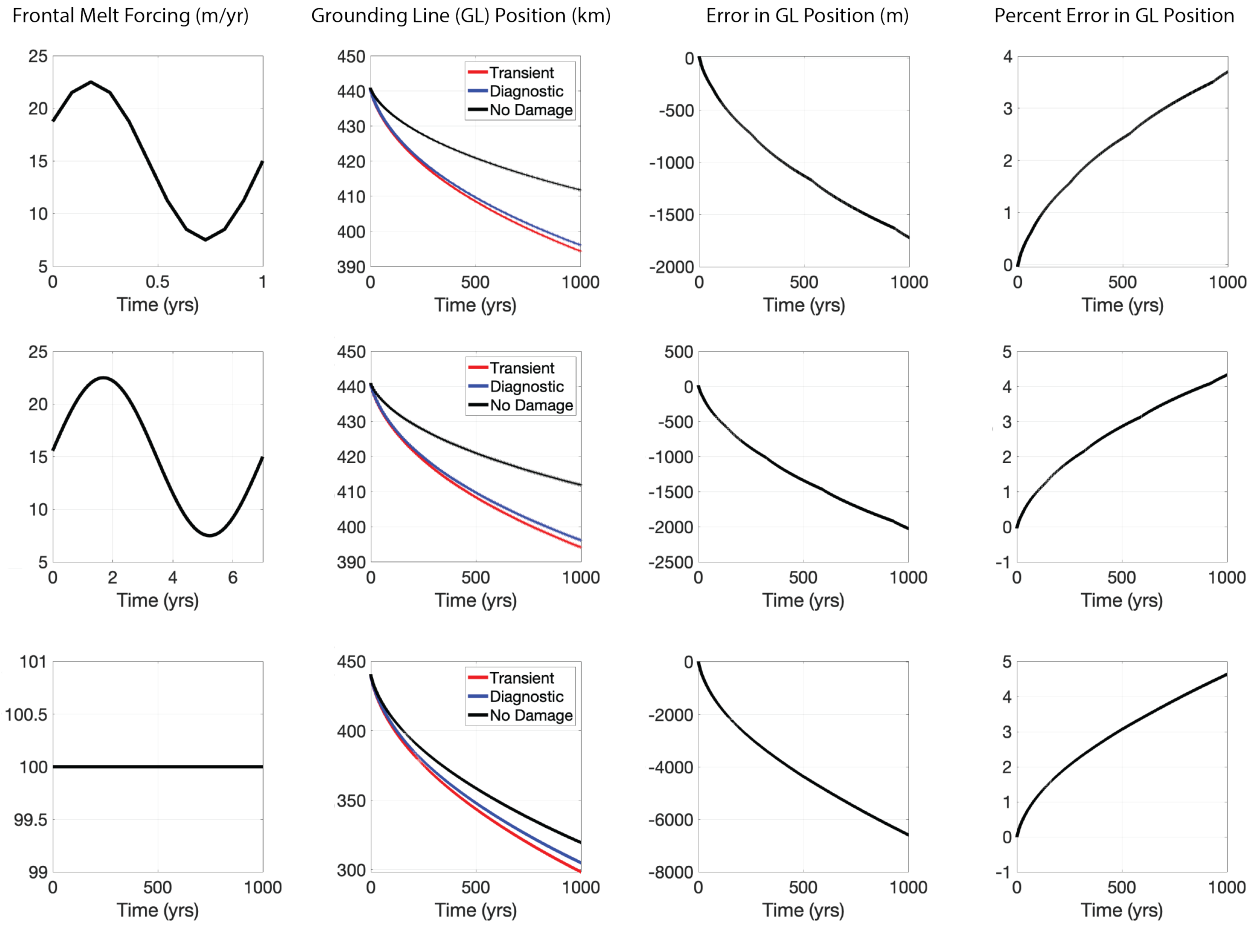 Frontal Melt Forcing (m/yr) Grounding Line (GL) Position (km) Error in GL Position (m) Percent Error in GL Position
25
20
15
10
5
0 0.5 1
Time (yrs)
450
440
430
420
410
400
390
Transient
Diagnostic
No Damage
0 500 1000
Time (yrs)
0
-500
-1000
-1500
-2000
0 500 1000
Time (yrs)
4
3
2
1
0
0 500 1000
Time (yrs)
25
20
15
10
5
0 2 4 6
Time (yrs)
450
440
430
420
410
400
390
Transient
Diagnostic
No Damage
0 500 1000
Time (yrs)
500
0
-500
-1000
-1500
-2000
-2500
0 500 1000
Time (yrs)
5
4
3
2
1
0
-1
0 500 1000
Time (yrs)
101
100.5
100
99.5
99
0 500 1000
Time (yrs)
450
400
350
300
Transient
Diagnostic
No Damage
0 500 1000
Time (yrs)
0
-2000
-4000
-6000
-8000
0 500 1000
Time (yrs)
5
4
3
2
1
0
-1
0 500 1000
Time (yrs)